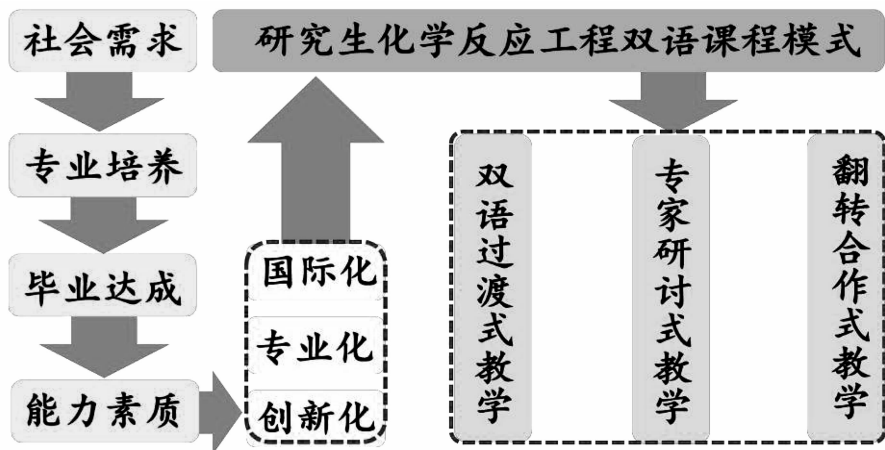 社会需求
专业培养
毕业达成
能力素质
国际化
专业化
创新化
研究生化学反应工程双语课程模式
双语过渡式教学
专家研讨式教学
翻转合作式教学